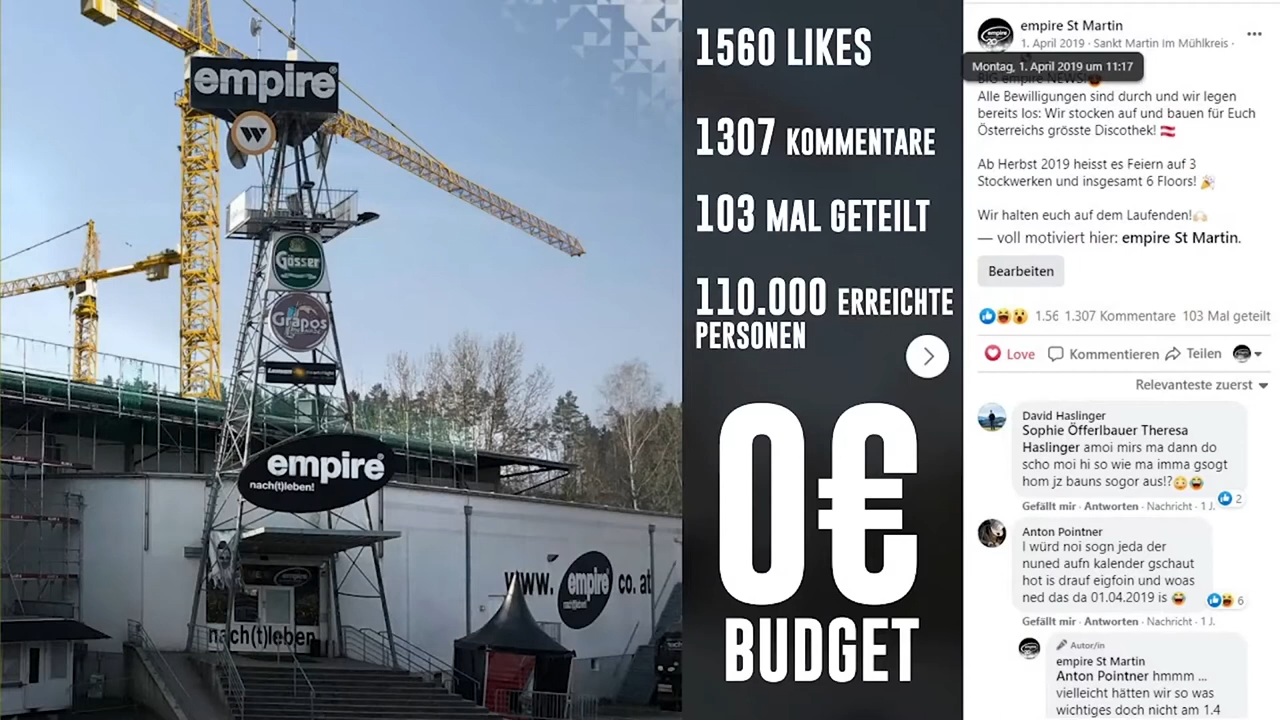 empire®
W
Gösser
Grapos
empire®
nach(t)leben!
www. empire® co. at
nach(t)leben!
empire
nach(t)leben
1560 LIKES
1307 KOMMENTARE
103 MAL GETEILT
110.000 ERREICHTE
PERSONEN
0€
BUDGET
empire St Martin
1. April 2019 · Sankt Martin Im Mühlkreis ·
Montag, 1. April 2019 um 11:17
BIG empire NEWS!
Alle Bewilligungen sind durch und wir legen
bereits los: Wir stocken auf und bauen für Euch
Österreichs grösste Discothek! 🇦🇹
Ab Herbst 2019 heisst es Feiern auf 3
Stockwerken und insgesamt 6 Floors! 🎉
Wir halten euch auf dem Laufenden!🙌🏻
— voll motiviert hier: empire St Martin.
Bearbeiten
1.56 1.307 Kommentare 103 Mal geteilt
Love Kommentieren Teilen
Relevanteste zuerst
David Haslinger
Sophie Öfferlbauer Theresa
Haslinger amoi mirs ma dann do
scho moi hi so wie ma imma gsogt
hom jz bauns sogor aus!?😳😂
2
Gefällt mir · Antworten · Nachricht · 1 J.
Anton Pointner
I würd noi sogn jeda der
nuned aufn kalender gschaut
hot is drauf eigfoin und woas
ned das da 01.04.2019 is 😂
6
Gefällt mir · Antworten · Nachricht · 1 J.
Autor/in
empire St Martin
Anton Pointner hmmm ...
vielleicht hätten wir so was
wichtiges doch nicht am 1.4